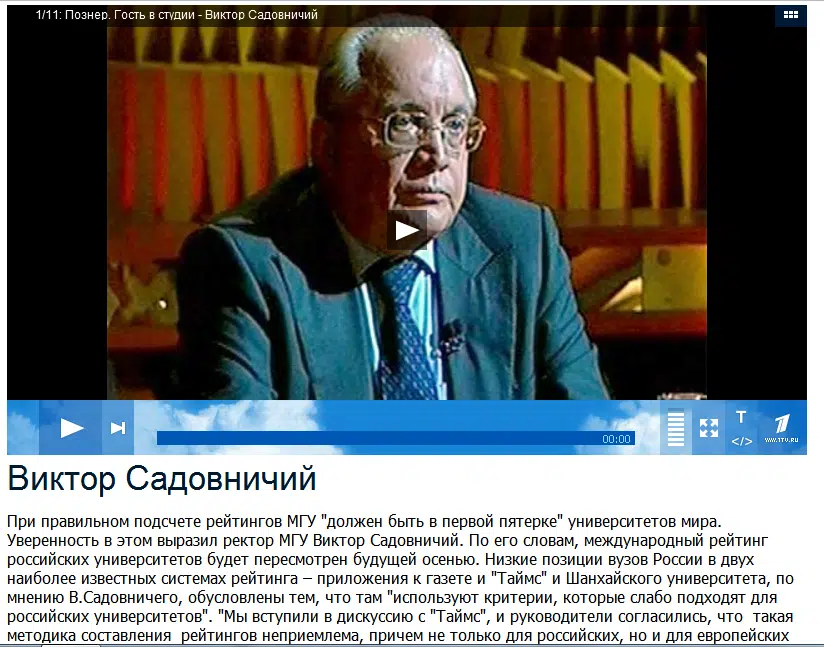 1/11: Познер. Гость в студии - Виктор Садовничий
00:00
T
</>
www.1TV.RU
Виктор Садовничий
При правильном подсчете рейтингов МГУ "должен быть в первой пятерке" университетов мира.
Уверенность в этом выразил ректор МГУ Виктор Садовничий. По его словам, международный рейтинг
российских университетов будет пересмотрен будущей осенью. Низкие позиции вузов России в двух
наиболее известных системах рейтинга – приложения к газете и "Таймс" и Шанхайского университета, по
мнению В.Садовничего, обусловлены тем, что там "используют критерии, которые слабо подходят для
российских университетов". "Мы вступили в дискуссию с "Таймс", и руководители согласились, что  такая
методика составления  рейтингов неприемлема, причем не только для российских, но и для европейских